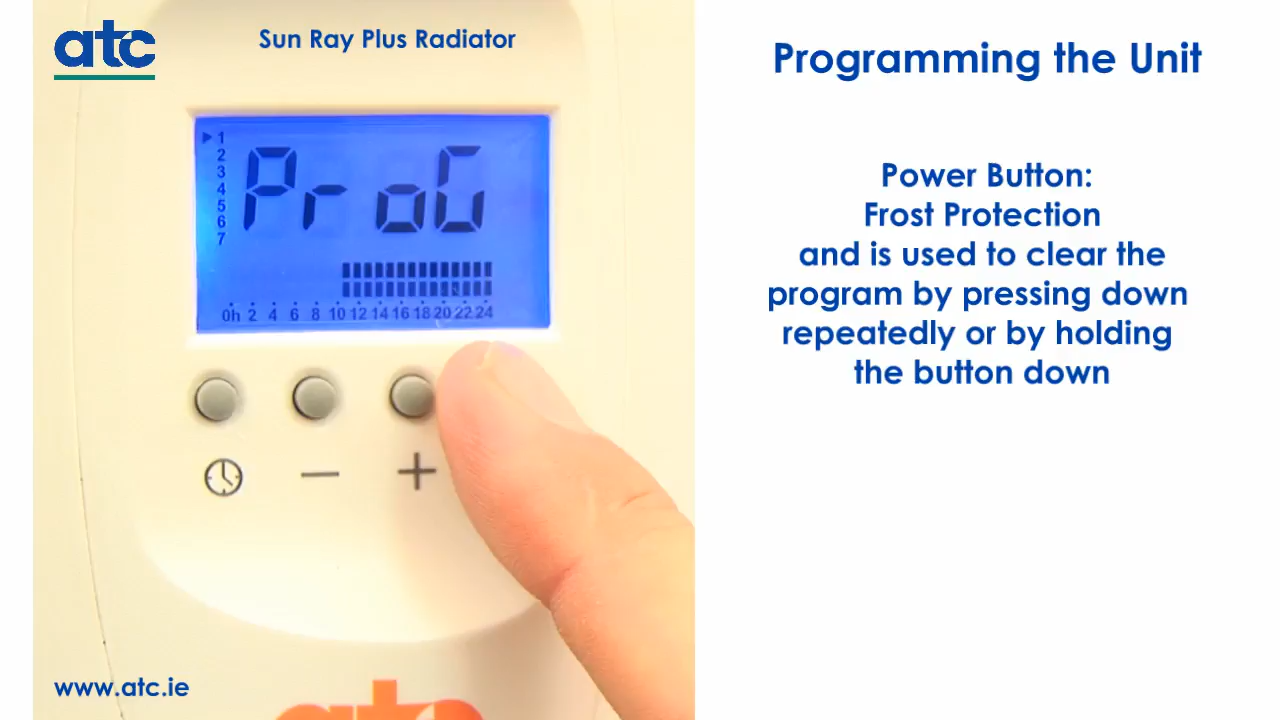 atc
Sun Ray Plus Radiator
Programming the Unit
Power Button:
Frost Protection
and is used to clear the
program by pressing down
repeatedly or by holding
the button down
1
2
3
4
5
6
7
ProG
0h 2 4 6 8 10 12 14 16 18 20 22 24
— +
www.atc.ie
atc